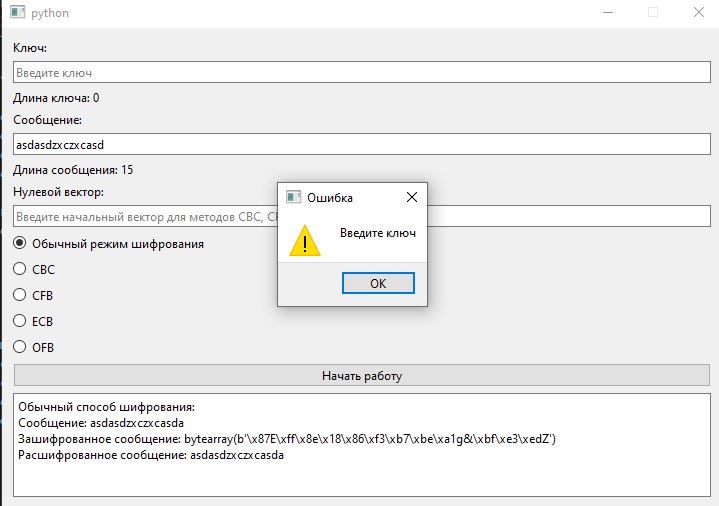 python
Ключ:
Введите ключ
Длина ключа: 0
Сообщение:
asdasdzxczxcasd
Длина сообщения: 15
Нулевой вектор:
Введите начальный вектор для методов CBC,
Ошибка
Введите ключ
OK
Обычный режим шифрования
CBC
CFB
ECB
OFB
Начать работу
Обычный способ шифрования:
Сообщение: asdasdzxczxcasda
Зашифрованное сообщение: bytearray(b'\x87E\xff\x8e\x18\x86\xf3\xb7\xbe\xa1g&\xbf\xe3\xedZ')
Расшифрованное сообщение: asdasdzxczxcasda